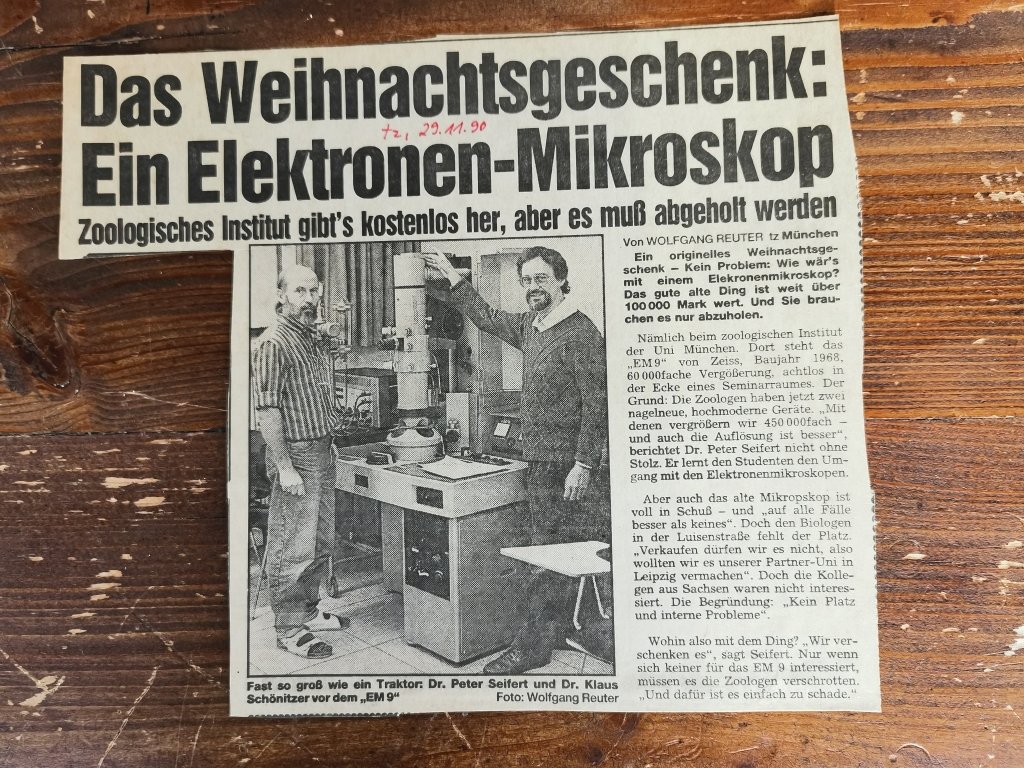 Das Weihnachtsgeschenk:
tz, 29.11.90
Ein Elektronen-Mikroskop
Zoologisches Institut gibt's kostenlos her, aber es muß abgeholt werden
Fast so groß wie ein Traktor: Dr. Peter Seifert und Dr. Klaus
Schönitzer vor dem „EM 9“
Foto: Wolfgang Reuter
Von WOLFGANG REUTER tz München
Ein originelles Weihnachtsge-
schenk – Kein Problem: Wie wär's
mit einem Elekronenmikroskop?
Das gute alte Ding ist weit über
100 000 Mark wert. Und Sie brau-
chen es nur abzuholen.
Nämlich beim zoologischen Institut
der Uni München. Dort steht das
„EM 9“ von Zeiss, Baujahr 1968,
60 000fache Vergößerung, achtlos in
der Ecke eines Seminarraumes. Der
Grund: Die Zoologen haben jetzt zwei
nagelneue, hochmoderne Geräte. „Mit
denen vergrößern wir 450 000fach –
und auch die Auflösung ist besser“,
berichtet Dr. Peter Seifert nicht ohne
Stolz. Er lernt den Studenten den Um-
gang mit den Elektronenmikroskopen.
Aber auch das alte Mikropskop ist
voll in Schuß – und „auf alle Fälle
besser als keines“. Doch den Biologen
in der Luisenstraße fehlt der Platz.
„Verkaufen dürfen wir es nicht, also
wollten wir es unserer Partner-Uni in
Leipzig vermachen“. Doch die Kolle-
gen aus Sachsen waren nicht interes-
siert. Die Begründung: „Kein Platz
und interne Probleme“.
Wohin also mit dem Ding? „Wir ver-
schenken es“, sagt Seifert. Nur wenn
sich keiner für das EM 9 interessiert,
müssen es die Zoologen verschrotten.
„Und dafür ist es einfach zu schade.“